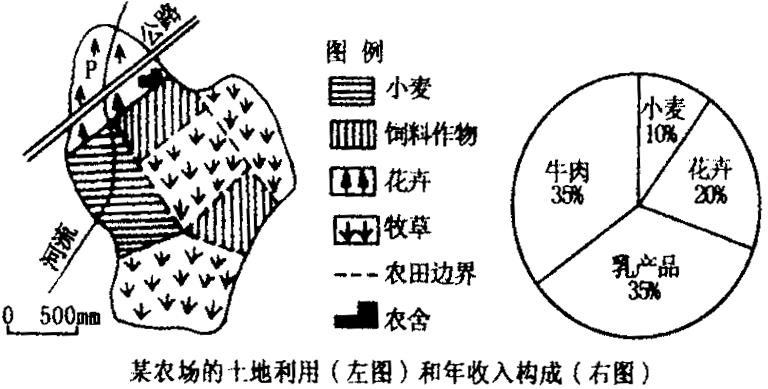 公路
P
河流
0 500mm
图 例
小麦
饲料作物
花卉
牧草
农田边界
农舍
小麦
10%
花卉
20%
乳产品
35%
牛肉
35%
某农场的土地利用（左图）和年收入构成（右图）